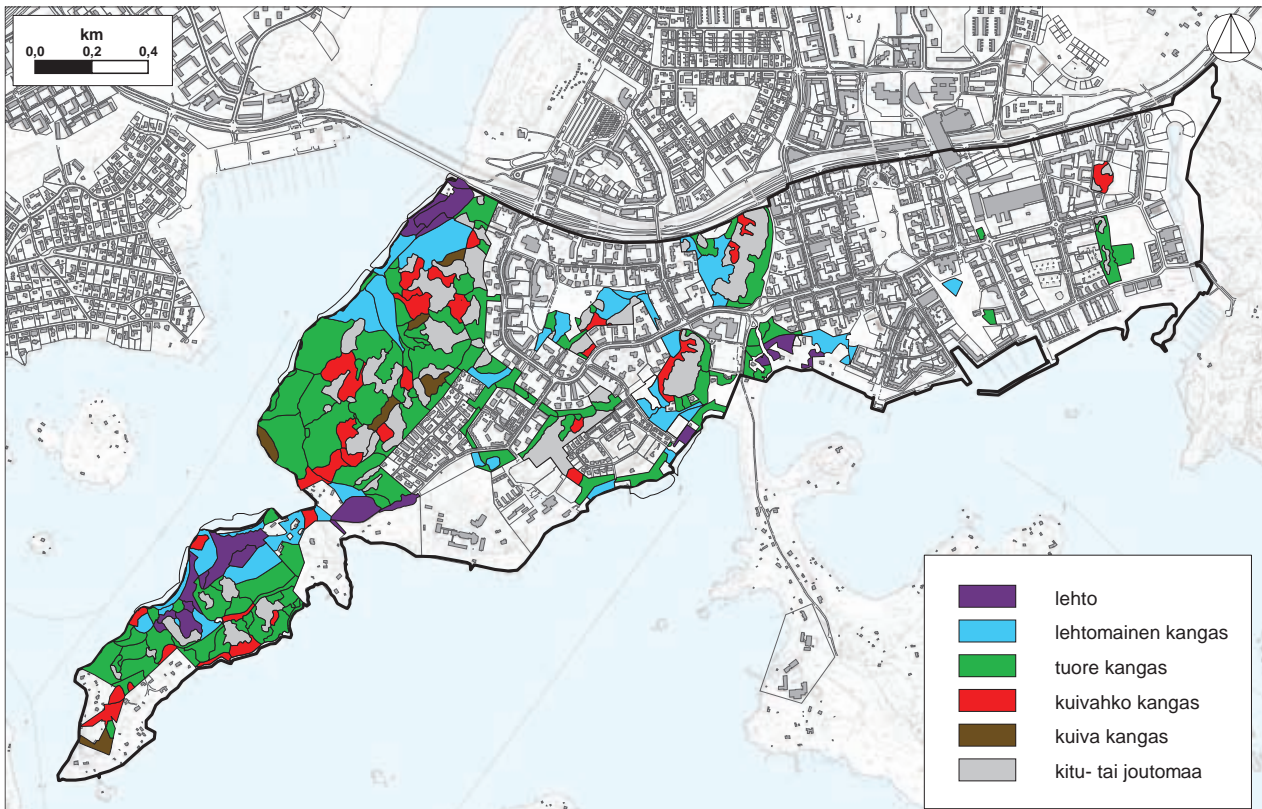 km
0,0 0,2 0,4
lehto
lehtomainen kangas
tuore kangas
kuivahko kangas
kuiva kangas
kitu- tai joutomaa